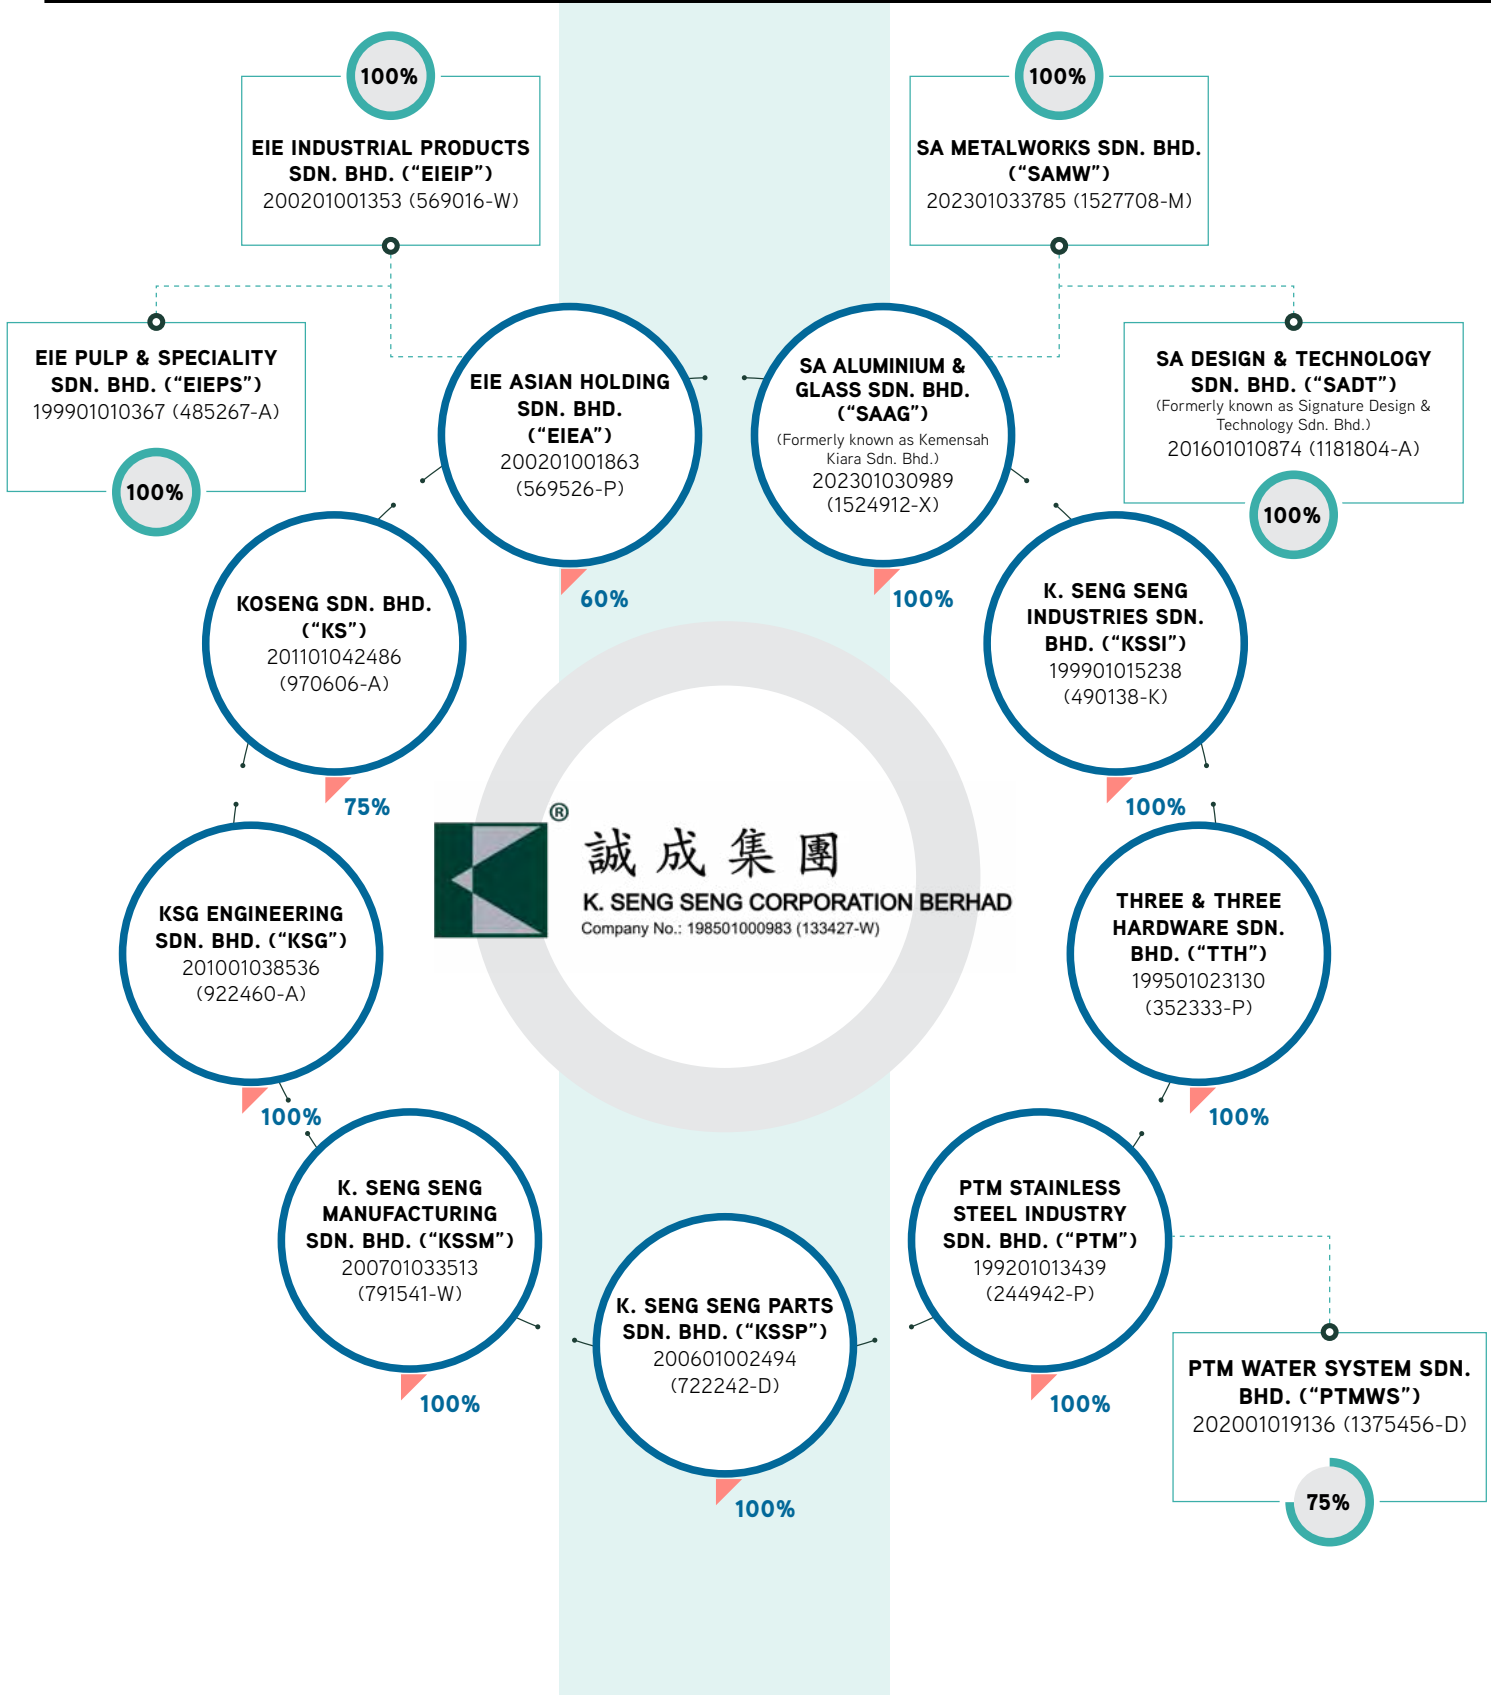 100%
EIE INDUSTRIAL PRODUCTS
SDN. BHD. (“EIEIP”)
200201001353 (569016-W)
100%
SA METALWORKS SDN. BHD.
(“SAMW”)
202301033785 (1527708-M)
EIE PULP & SPECIALITY
SDN. BHD. (“EIEPS”)
199901010367 (485267-A)
100%
EIE ASIAN HOLDING
SDN. BHD.
(“EIEA”)
200201001863
(569526-P)
60%
SA ALUMINIUM &
GLASS SDN. BHD.
(“SAAG”)
(Formerly known as Kemensah
Kiara Sdn. Bhd.)
202301030989
(1524912-X)
100%
SA DESIGN & TECHNOLOGY
SDN. BHD. (“SADT”)
(Formerly known as Signature Design &
Technology Sdn. Bhd.)
201601010874 (1181804-A)
100%
KOSENG SDN. BHD.
(“KS”)
201101042486
(970606-A)
75%
K. SENG SENG
INDUSTRIES SDN.
BHD. (“KSSI”)
199901015238
(490138-K)
100%
®
誠成集團
K. SENG SENG CORPORATION BERHAD
Company No.: 198501000983 (133427-W)
KSG ENGINEERING
SDN. BHD. (“KSG”)
201001038536
(922460-A)
100%
THREE & THREE
HARDWARE SDN.
BHD. (“TTH”)
199501023130
(352333-P)
100%
K. SENG SENG
MANUFACTURING
SDN. BHD. (“KSSM”)
200701033513
(791541-W)
100%
K. SENG SENG PARTS
SDN. BHD. (“KSSP”)
200601002494
(722242-D)
100%
PTM STAINLESS
STEEL INDUSTRY
SDN. BHD. (“PTM”)
199201013439
(244942-P)
100%
PTM WATER SYSTEM SDN.
BHD. (“PTMWS”)
202001019136 (1375456-D)
75%